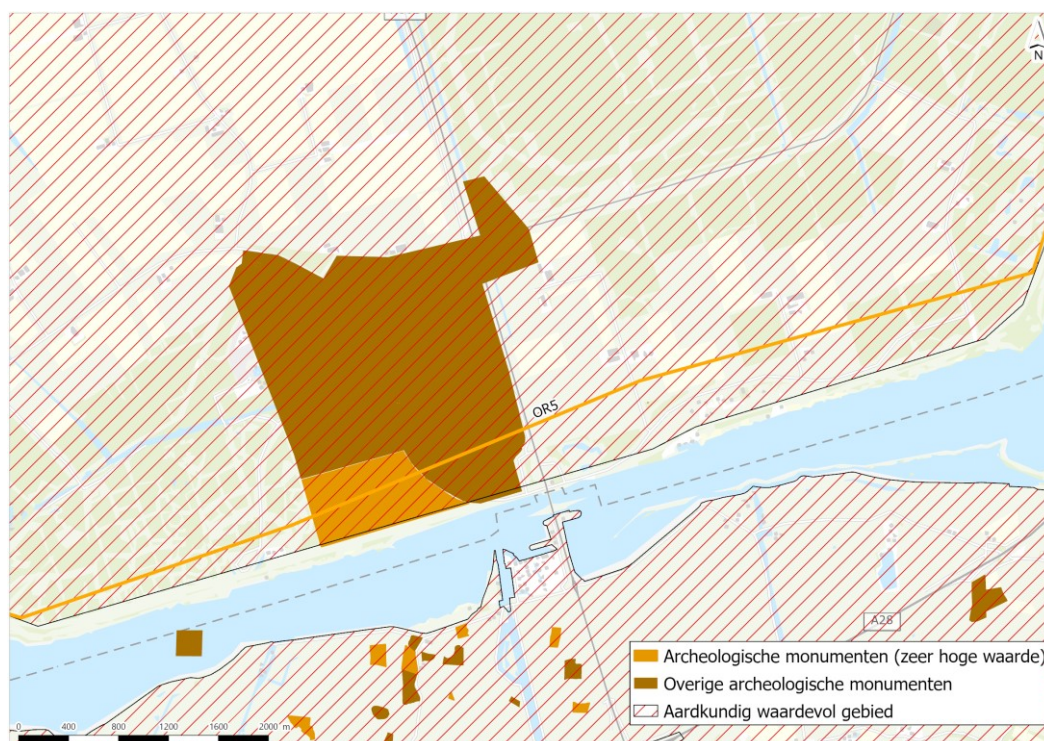 N
OR5
A28
Archeologische monumenten (zeer hoge waarde)
Overige archeologische monumenten
Aardkundig waardevol gebied
0 400 800 1200 1600 2000 m